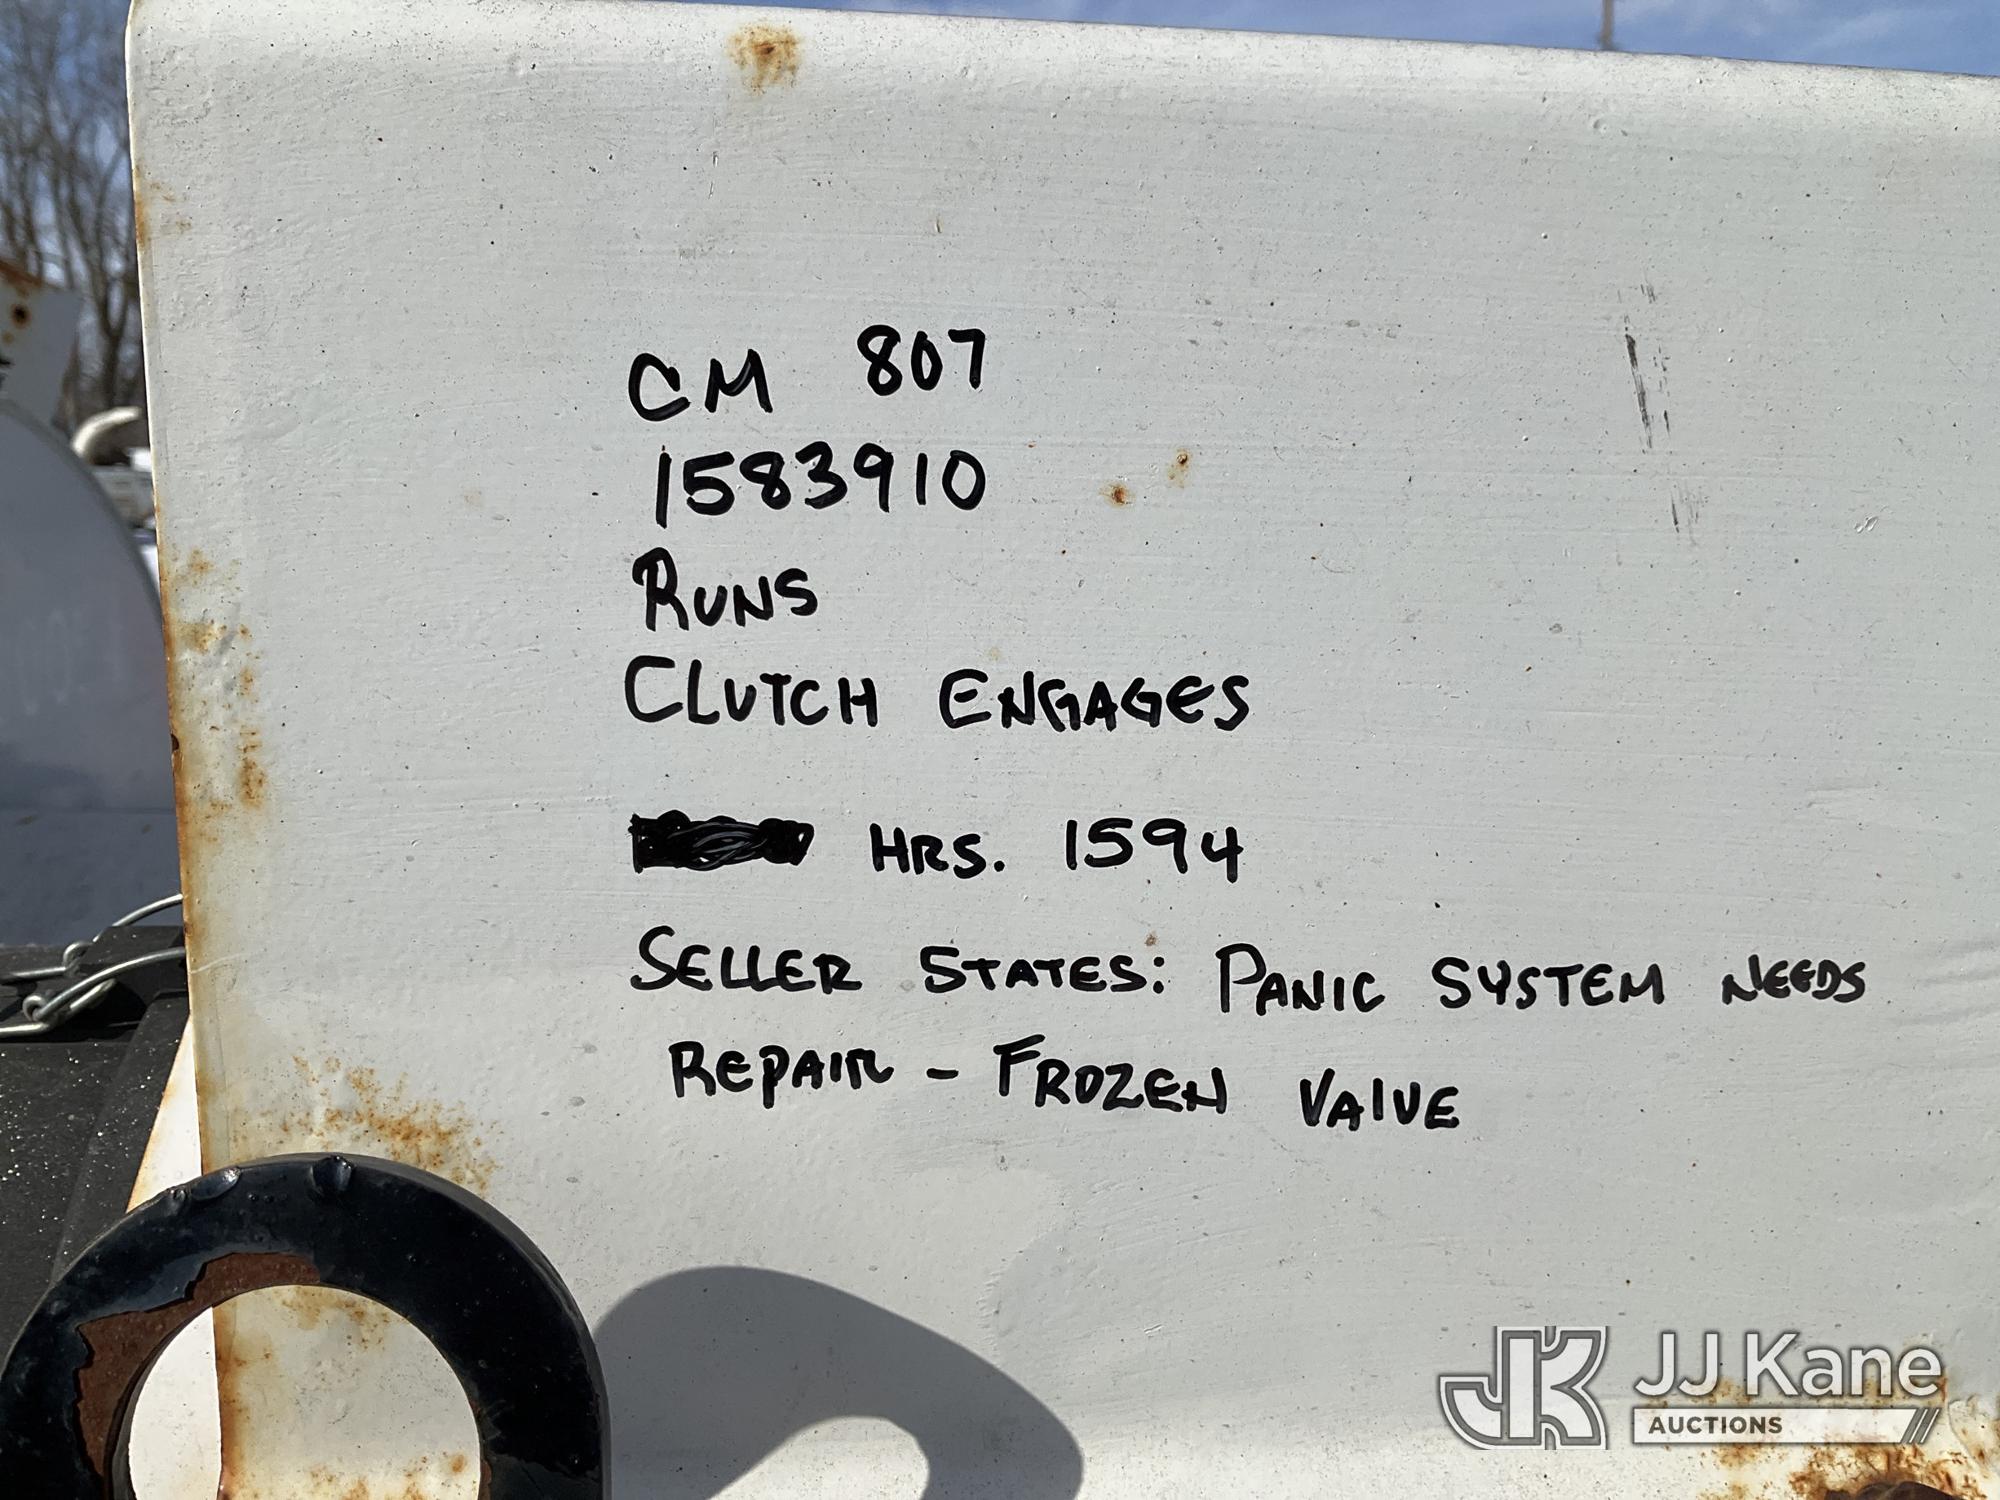 CM 807
1583910
RUNS
CLUTCH ENGAGES
HRS. 1594
SELLER STATES: PANIC SYSTEM NEEDS
REPAIR - FROZEN VALVE
JK JJ Kane
AUCTIONS